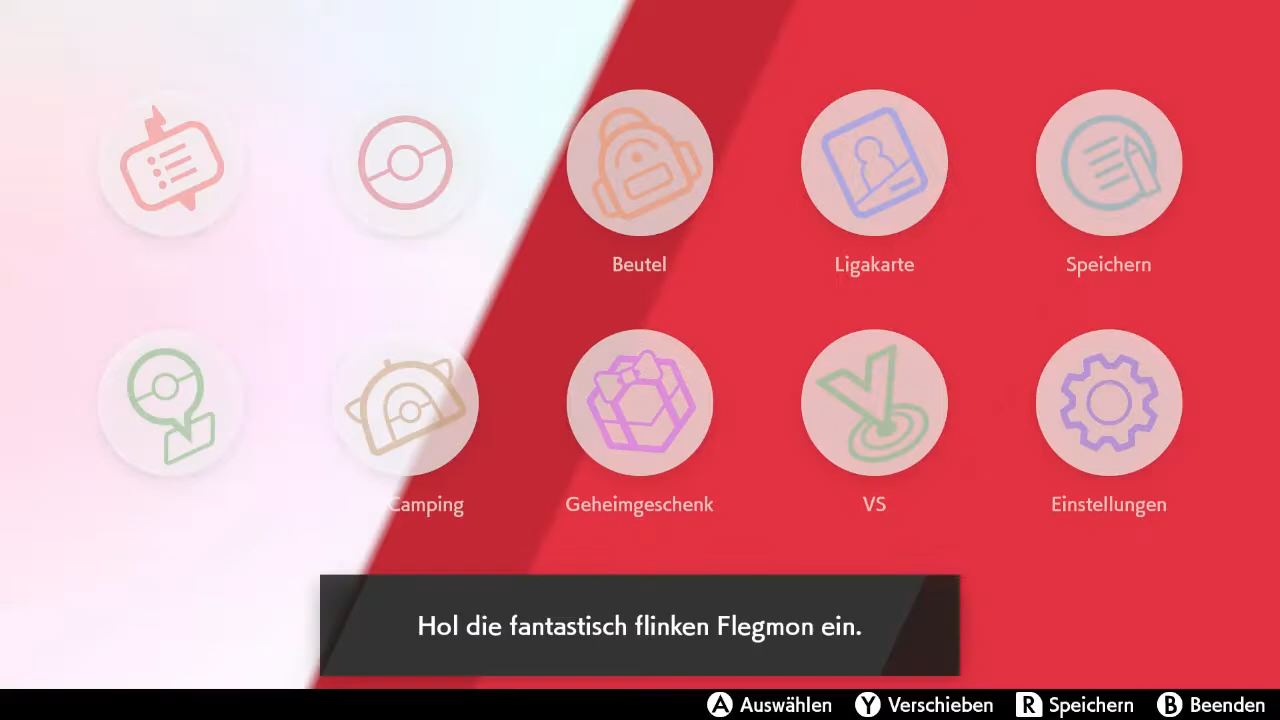 Beutel
Ligakarte
Speichern
Camping
Geheimgeschenk
VS
Einstellungen
Hol die fantastisch flinken Flegmon ein.
A Auswählen Y Verschieben R Speichern B Beenden